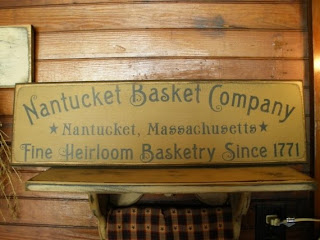 Nantucket Basket Company
★ Nantucket, Massachusetts ★
Fine Heirloom Basketry Since 1771